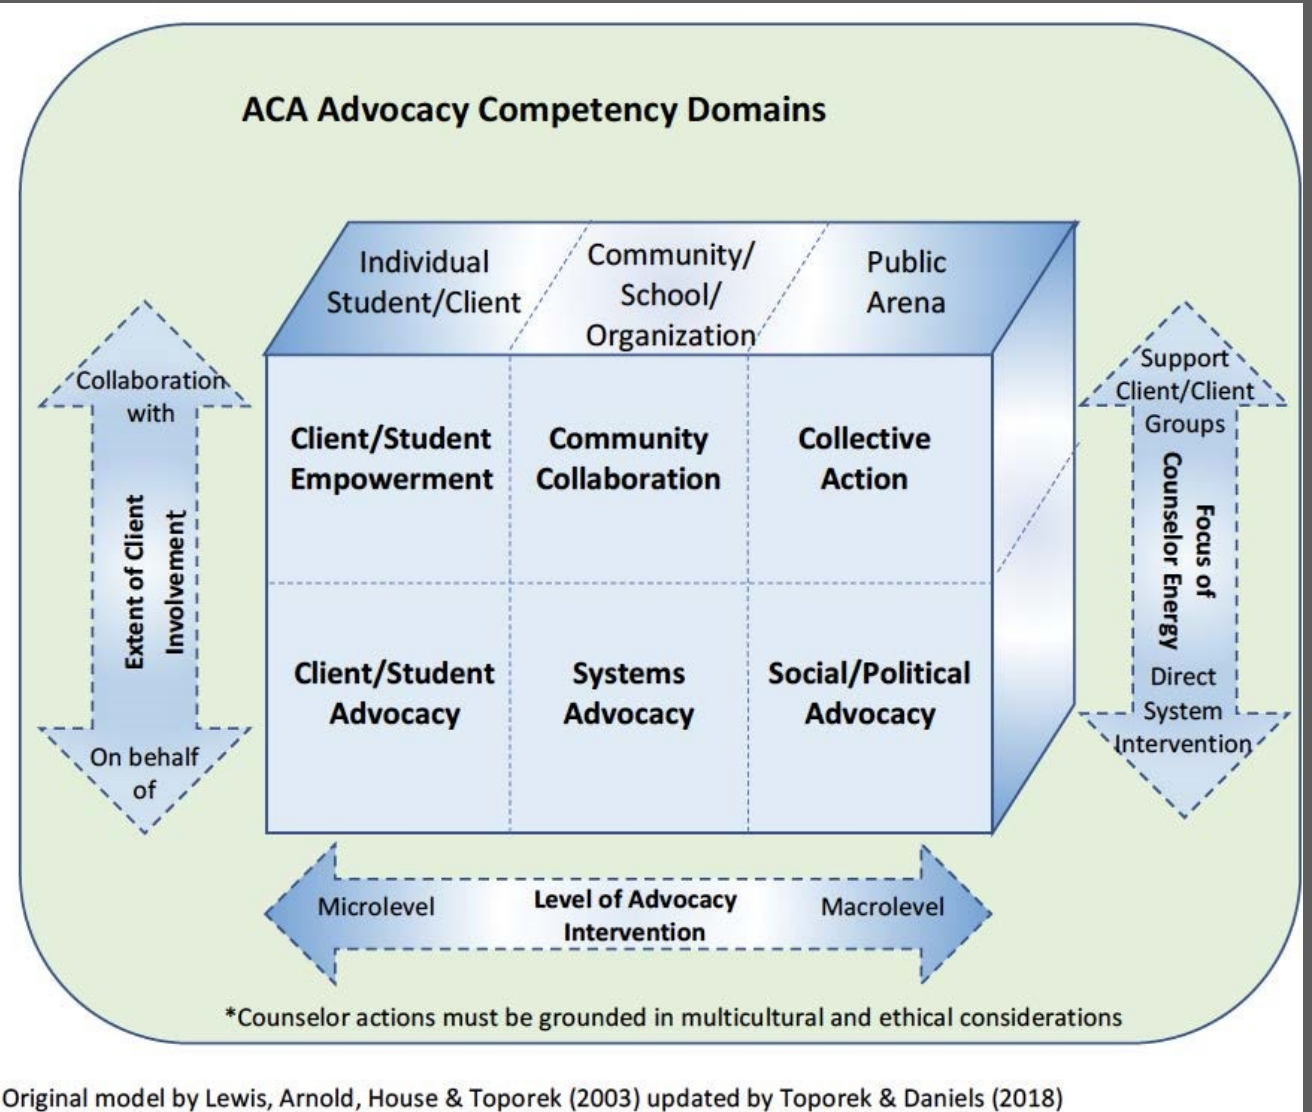 ACA Advocacy Competency Domains
Individual
Student/Client
Community/
School/
Organization
Public
Arena
Collaboration
with
Extent of Client
Involvement
On behalf
of
Client/Student
Empowerment
Community
Collaboration
Collective
Action
Client/Student
Advocacy
Systems
Advocacy
Social/Political
Advocacy
Support
Client/Client
Groups
Focus of
Counselor Energy
Direct
System
Intervention
Microlevel
Level of Advocacy
Intervention
Macrolevel
*Counselor actions must be grounded in multicultural and ethical considerations
Original model by Lewis, Arnold, House & Toporek (2003) updated by Toporek & Daniels (2018)